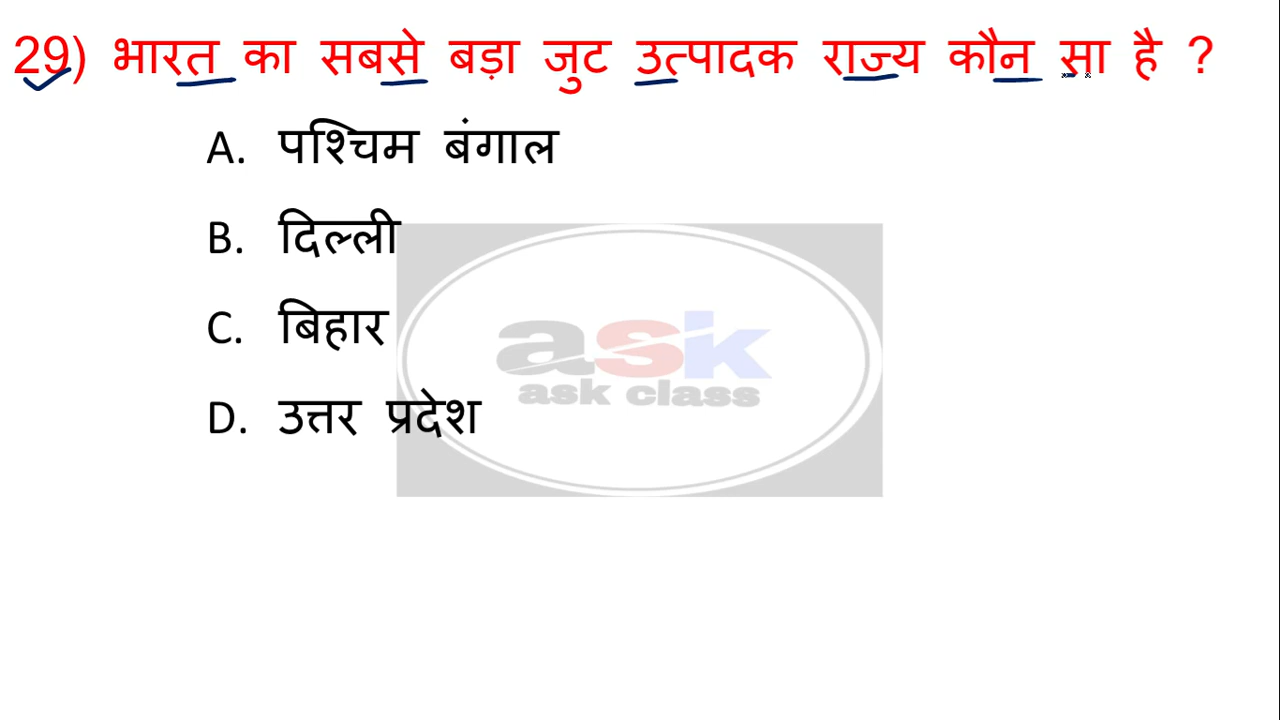 29) भारत का सबसे बड़ा जुट उत्पादक राज्य कौन सा है ?
A. पश्चिम बंगाल
B. दिल्ली
C. बिहार
D. उत्तर प्रदेश
ask
ask class